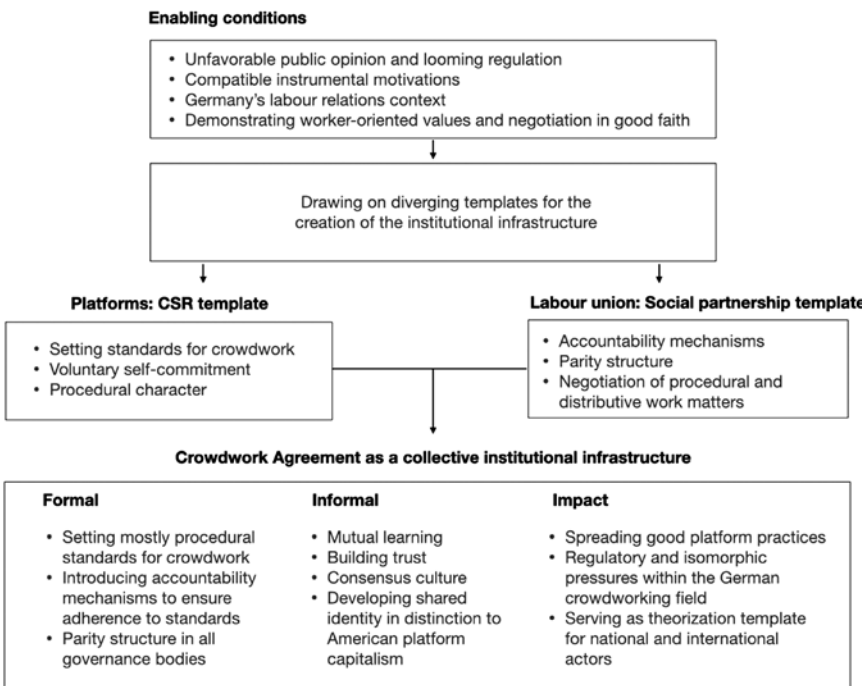 Enabling conditions
• Unfavorable public opinion and looming regulation
• Compatible instrumental motivations
• Germany's labour relations context
• Demonstrating worker-oriented values and negotiation in good faith
Drawing on diverging templates for the
creation of the institutional infrastructure
Platforms: CSR template
• Setting standards for crowdwork
• Voluntary self-commitment
• Procedural character
Labour union: Social partnership template
• Accountability mechanisms
• Parity structure
• Negotiation of procedural and
distributive work matters
Crowdwork Agreement as a collective institutional infrastructure
Formal
• Setting mostly procedural
standards for crowdwork
• Introducing accountability
mechanisms to ensure
adherence to standards
• Parity structure in all
governance bodies
Informal
• Mutual learning
• Building trust
• Consensus culture
• Developing shared
identity in distinction to
American platform
capitalism
Impact
• Spreading good platform practices
• Regulatory and isomorphic
pressures within the German
crowdworking field
• Serving as theorization template
for national and international
actors